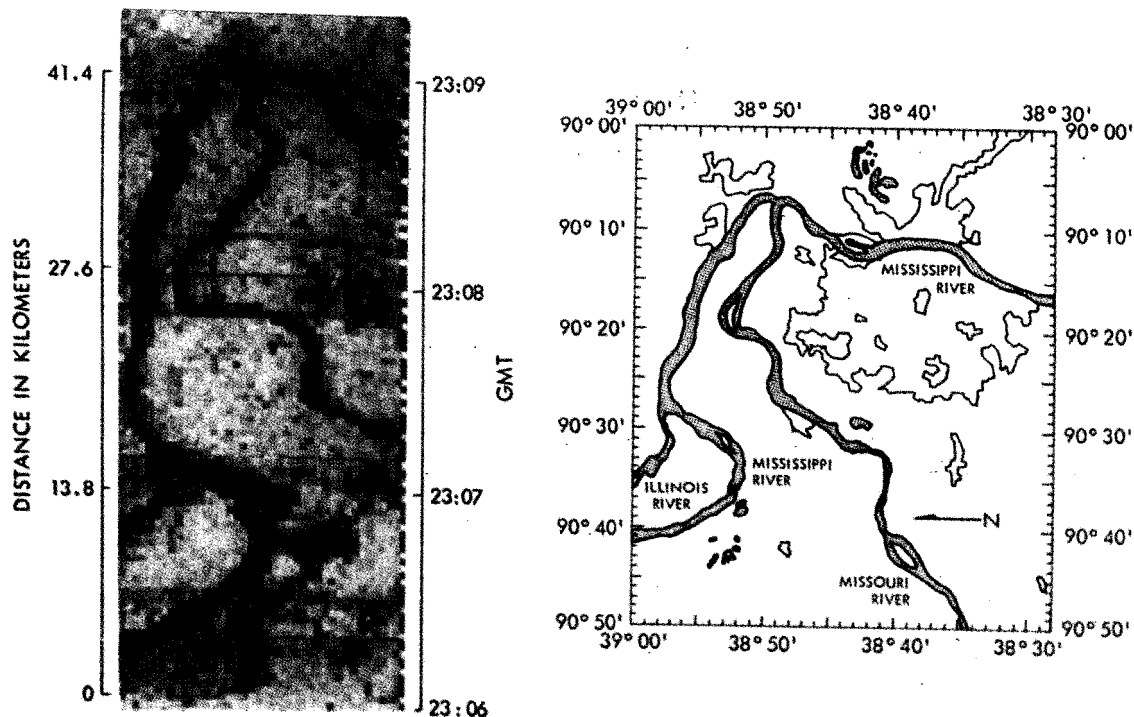 41.4
27.6
13.8
0
DISTANCE IN KILOMETERS
23:09
23:08
23:07
23:06
GMT
39° 00' 38° 50' 38° 40' 38° 30'
90° 00' 90° 00'
90° 10' 90° 10'
MISSISSIPPI
RIVER
90° 20' 90° 20'
90° 30' 90° 30'
MISSISSIPPI
RIVER
ILLINOIS
RIVER
N
90° 40' 90° 40'
MISSOURI
RIVER
90° 50' 90° 50'
39° 00' 38° 50' 38° 40' 38° 30'